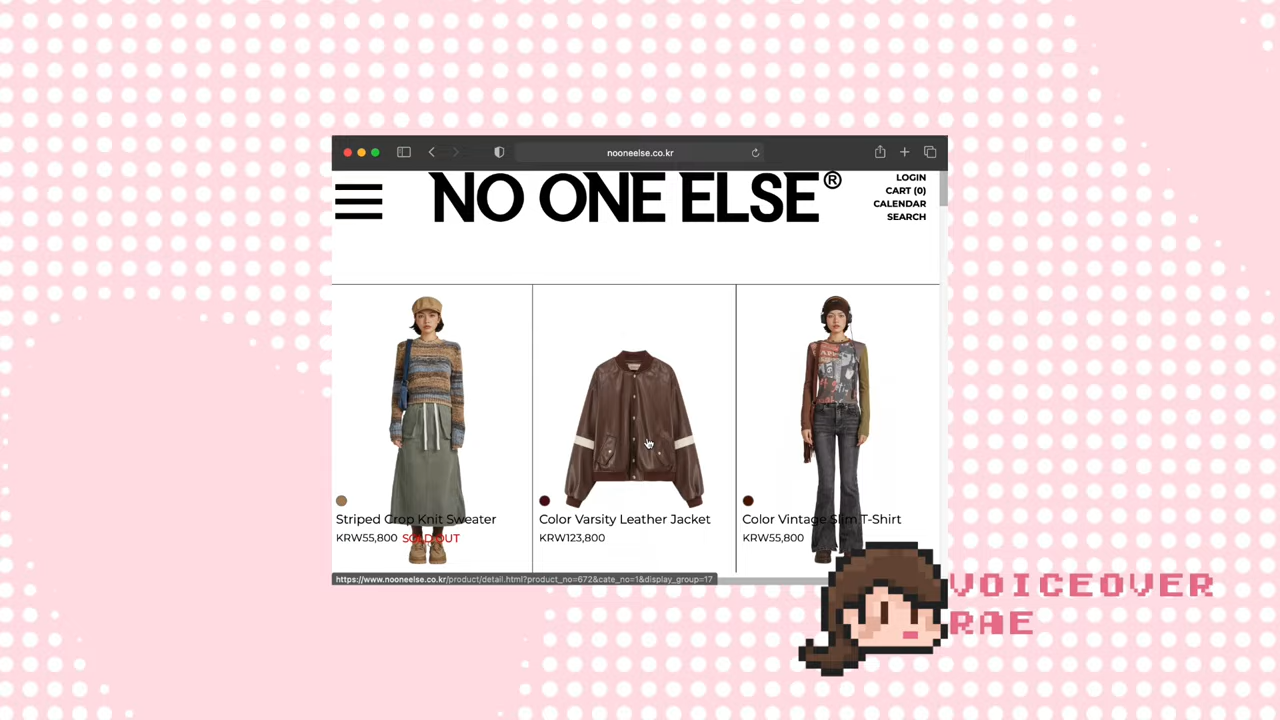 nooneelse.co.kr
NO ONE ELSE®
LOGIN
CART (0)
CALENDAR
SEARCH
Striped Crop Knit Sweater
KRW55,800 SOLD OUT
Color Varsity Leather Jacket
KRW123,800
Color Vintage Slim T-Shirt
KRW55,800
https://www.nooneelse.co.kr/product/detail.html?product_no=672&cate_no=1&display_group=17
VOICEOVER
RAE